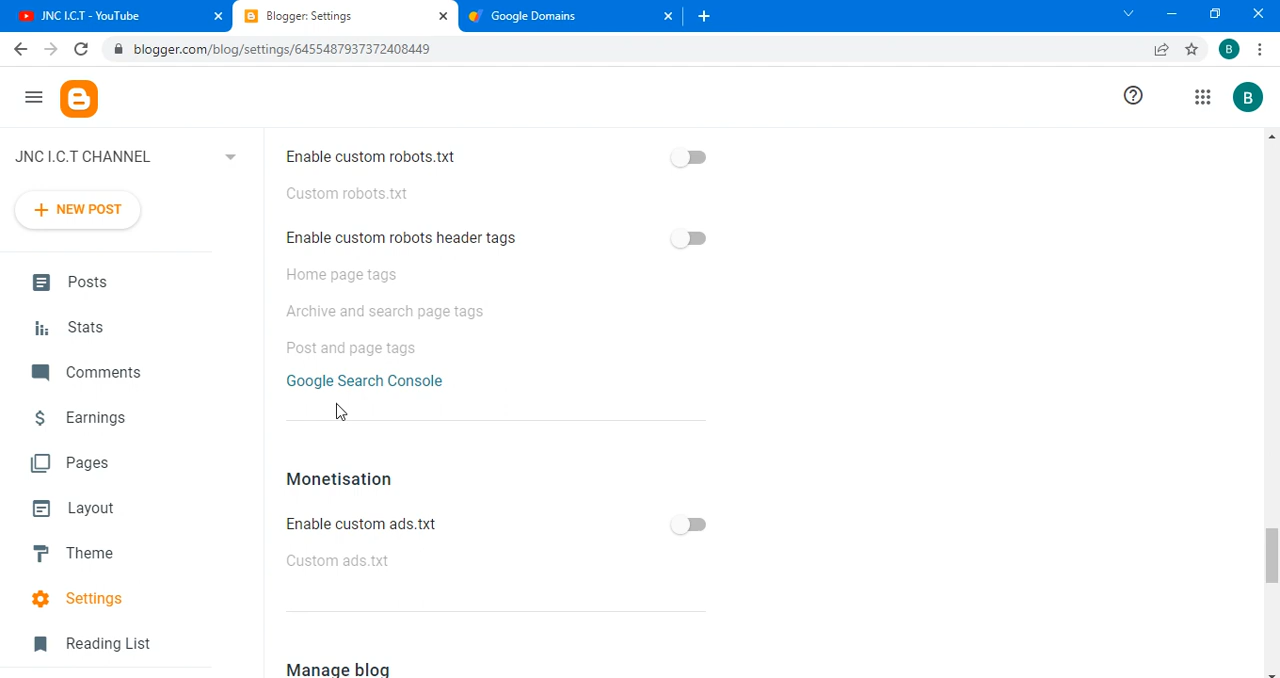 JNC I.C.T - YouTube
Blogger: Settings
Google Domains
blogger.com/blog/settings/6455487937372408449
B
B
JNC I.C.T CHANNEL
NEW POST
Posts
Stats
Comments
Earnings
Pages
Layout
Theme
Settings
Reading List
Enable custom robots.txt
Custom robots.txt
Enable custom robots header tags
Home page tags
Archive and search page tags
Post and page tags
Google Search Console
Monetisation
Enable custom ads.txt
Custom ads.txt
Manage blog